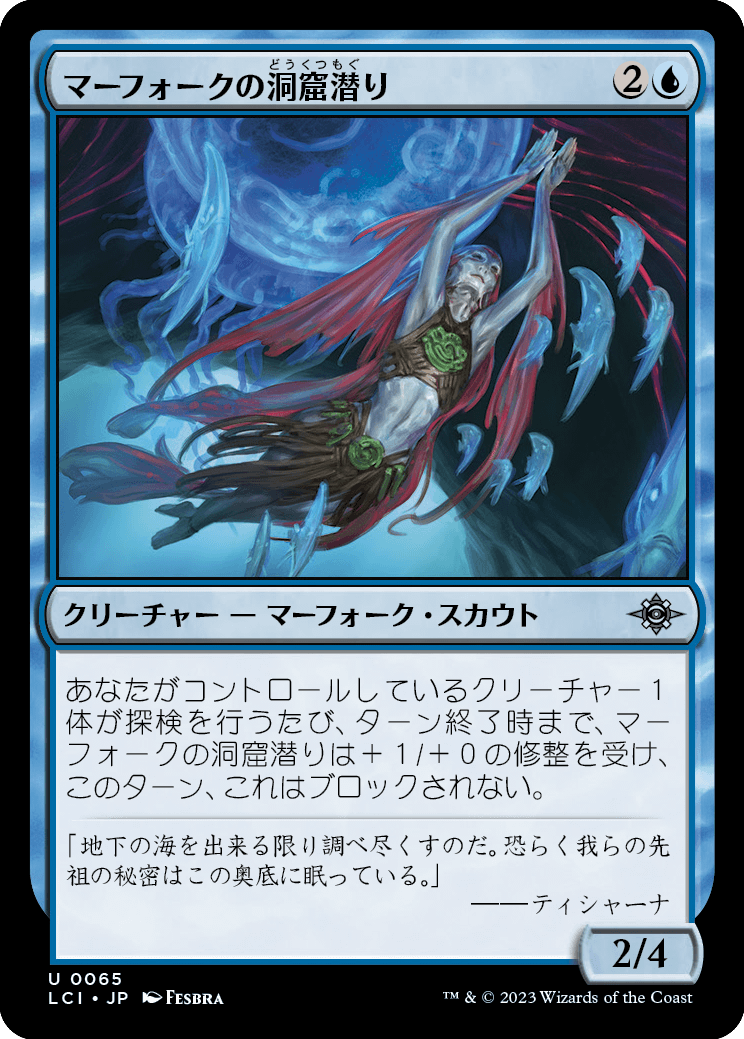 どうくつもぐ
マーフォークの洞窟潜り 2
クリーチャー — マーフォーク・スカウト
あなたがコントロールしているクリーチャー1
体が探検を行うたび、ターン終了時まで、マー
フォークの洞窟潜りは+1/+0の修整を受け、
このターン、これはブロックされない。
「地下の海を出来る限り調べ尽くすのだ。恐らく我らの先
祖の秘密はこの奥底に眠っている。」
――ティシャーナ
2/4
U 0065
LCI • JP FESBRA ™ & © 2023 Wizards of the Coast